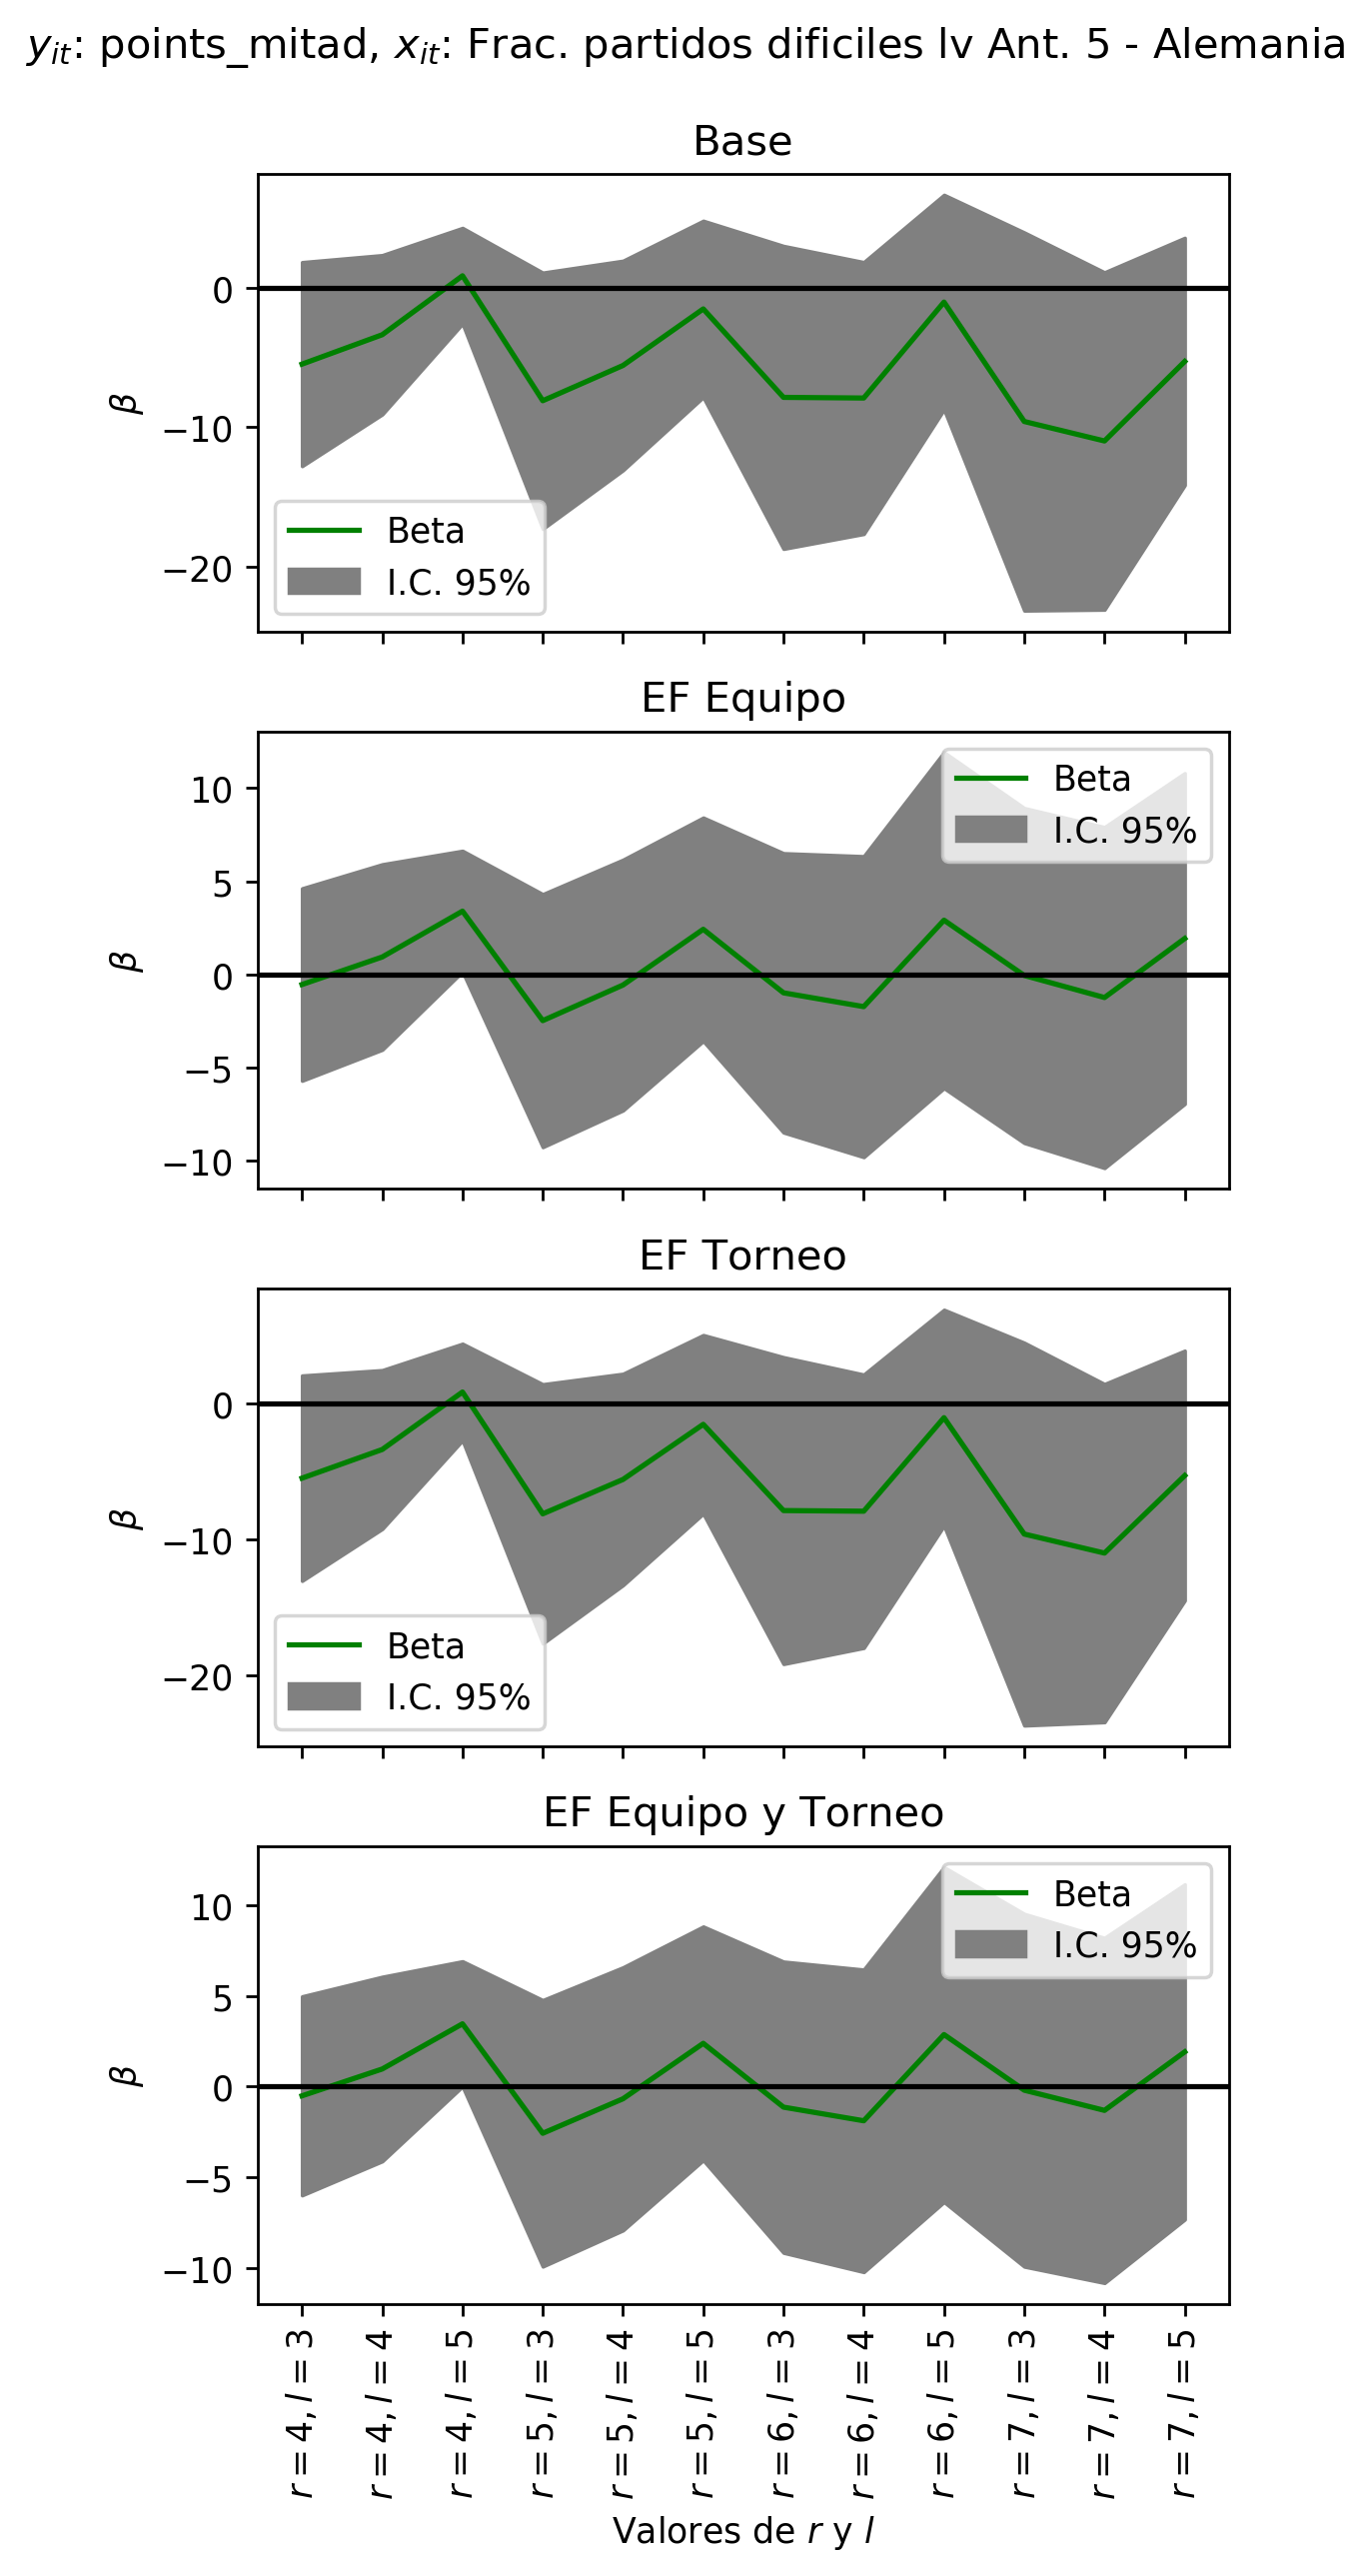 y_it: points_mitad, x_it: Frac. partidos dificiles lv Ant. 5 - Alemania
Base
0
−10
−20
β
Beta
I.C. 95%
EF Equipo
10
5
0
−5
−10
β
Beta
I.C. 95%
EF Torneo
0
−10
−20
β
Beta
I.C. 95%
EF Equipo y Torneo
10
5
0
−5
−10
β
Beta
I.C. 95%
r = 4, l = 3
r = 4, l = 4
r = 4, l = 5
r = 5, l = 3
r = 5, l = 4
r = 5, l = 5
r = 6, l = 3
r = 6, l = 4
r = 6, l = 5
r = 7, l = 3
r = 7, l = 4
r = 7, l = 5
Valores de r y l